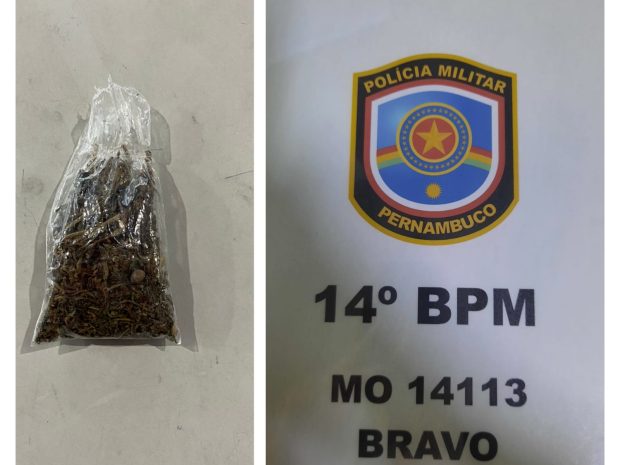 POLÍCIA MILITAR
PERNAMBUCO
14º BPM
MO 14113
BRAVO